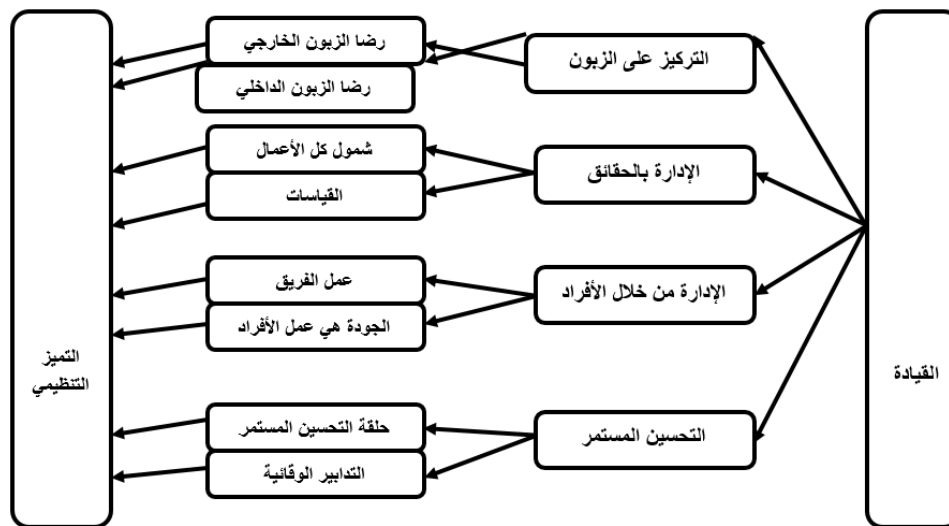 القيادة
التركيز على الزبون
رضا الزبون الخارجي
رضا الزبون الداخلي
الإدارة بالحقائق
شمول كل الأعمال
القياسات
الإدارة من خلال الأفراد
عمل الفريق
الجودة هي عمل الأفراد
التحسين المستمر
حلقة التحسين المستمر
التدابير الوقائية
التميز
التنظيمي